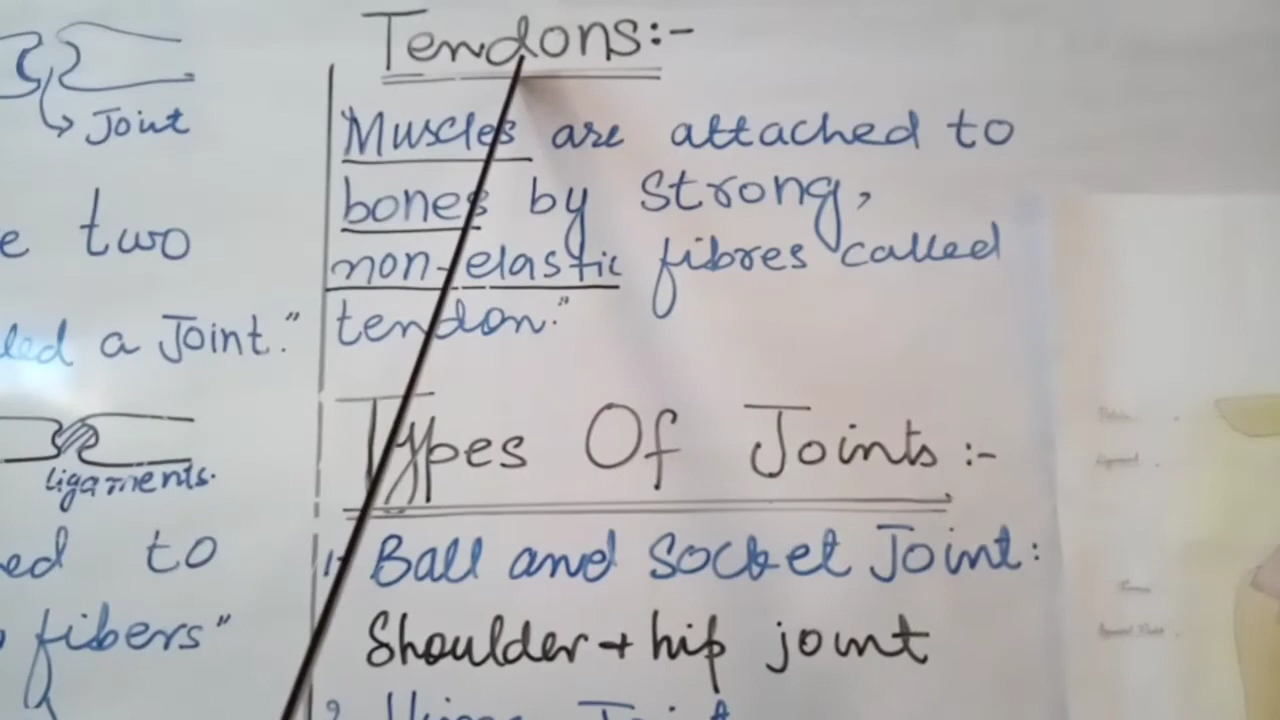 Joint
e two
led a Joint."
ligaments.
ed to
fibers"
Tendons:-
Muscles are attached to
bones by strong,
non-elastic fibres called
tendon."
Types Of Joints :-
1- Ball and Socket Joint:
Shoulder + hip joint
Joint